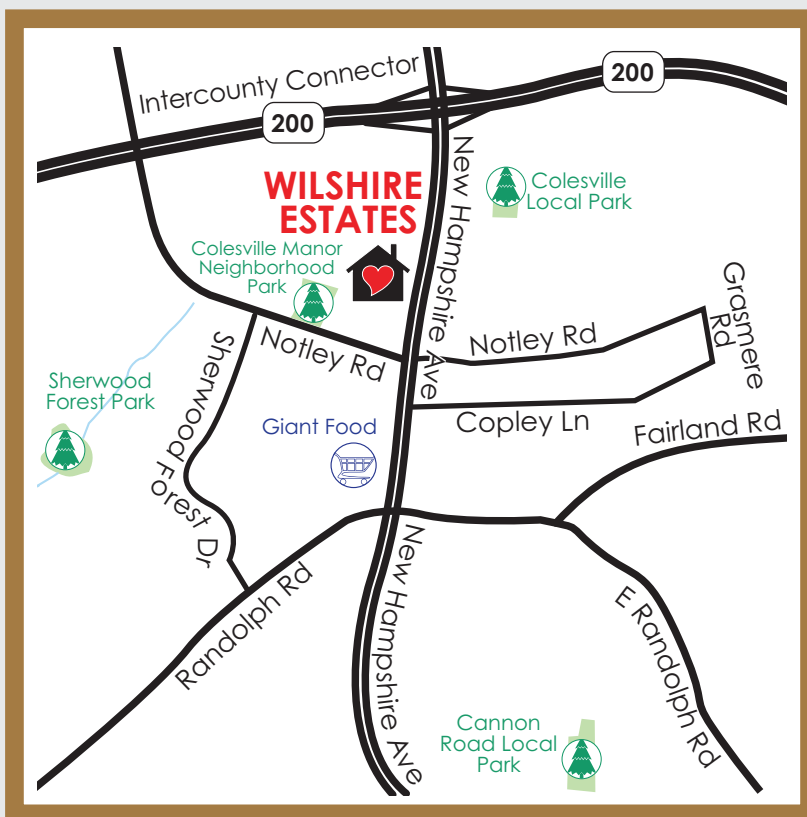 Intercounty Connector
200
200
WILSHIRE
ESTATES
New Hampshire Ave
Colesville
Local Park
Colesville Manor
Neighborhood
Park
Notley Rd
Notley Rd
Grasmere
Rd
Sherwood
Forest Park
Sherwood Forest Dr
Giant Food
Copley Ln
Fairland Rd
Randolph Rd
New Hampshire Ave
E Randolph Rd
Cannon
Road Local
Park